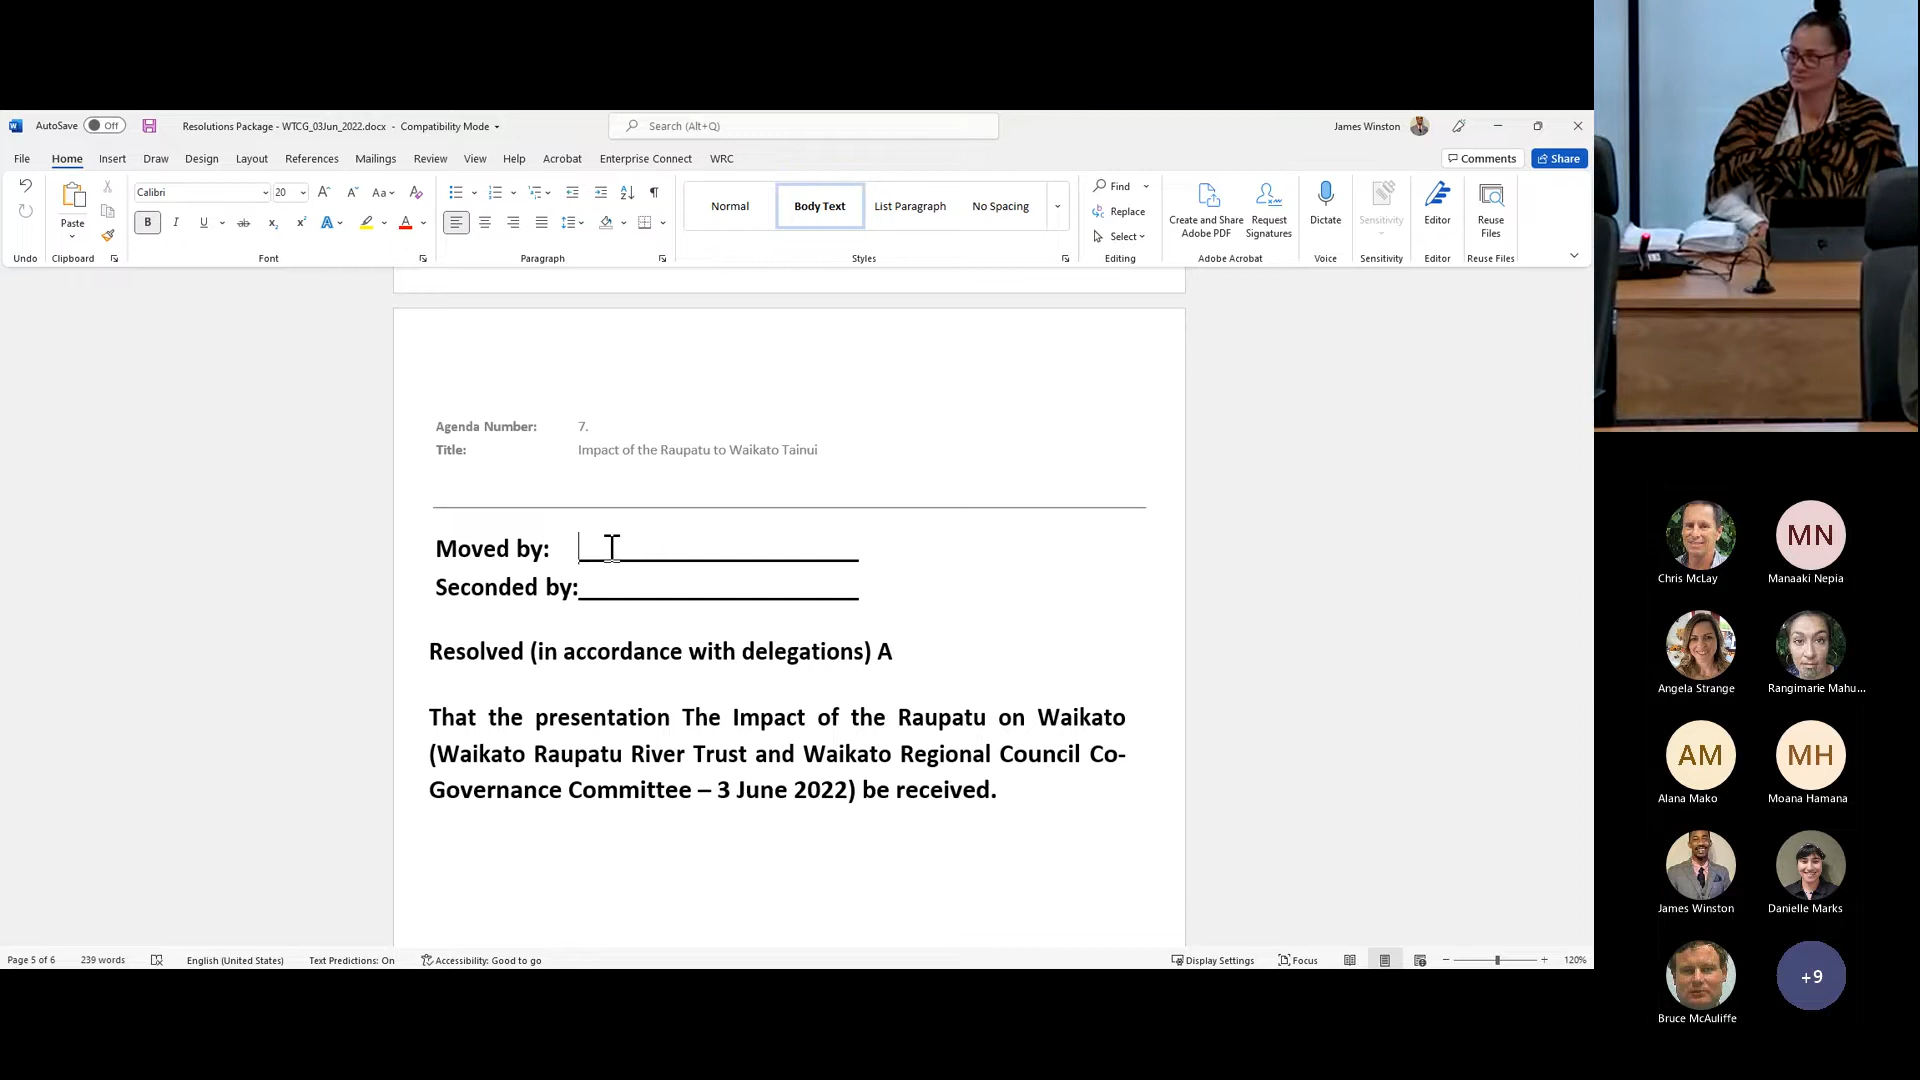 AutoSave Off Resolutions Package - WTCG_03Jun_2022.docx - Compatibility Mode Search (Alt+Q) James Winston
File Home Insert Draw Design Layout References Mailings Review View Help Acrobat Enterprise Connect WRC Comments Share
Paste
Calibri 20
Normal
Body Text
List Paragraph
No Spacing
Find
Replace
Select
Create and Share
Adobe PDF
Request
Signatures
Dictate
Sensitivity
Editor
Reuse
Files
Undo Clipboard Font Paragraph Styles Editing Adobe Acrobat Voice Sensitivity Editor Reuse Files
Agenda Number: 7.
Title: Impact of the Raupatu to Waikato Tainui
Moved by:
Seconded by:
Resolved (in accordance with delegations) A
That the presentation The Impact of the Raupatu on Waikato
(Waikato Raupatu River Trust and Waikato Regional Council Co-
Governance Committee – 3 June 2022) be received.
Page 5 of 6 239 words English (United States) Text Predictions: On Accessibility: Good to go Display Settings Focus 120%
MN
Chris McLay Manaaki Nepia
Angela Strange Rangimarie Mahu...
AM MH
Alana Mako Moana Hamana
James Winston Danielle Marks
+9
Bruce McAuliffe